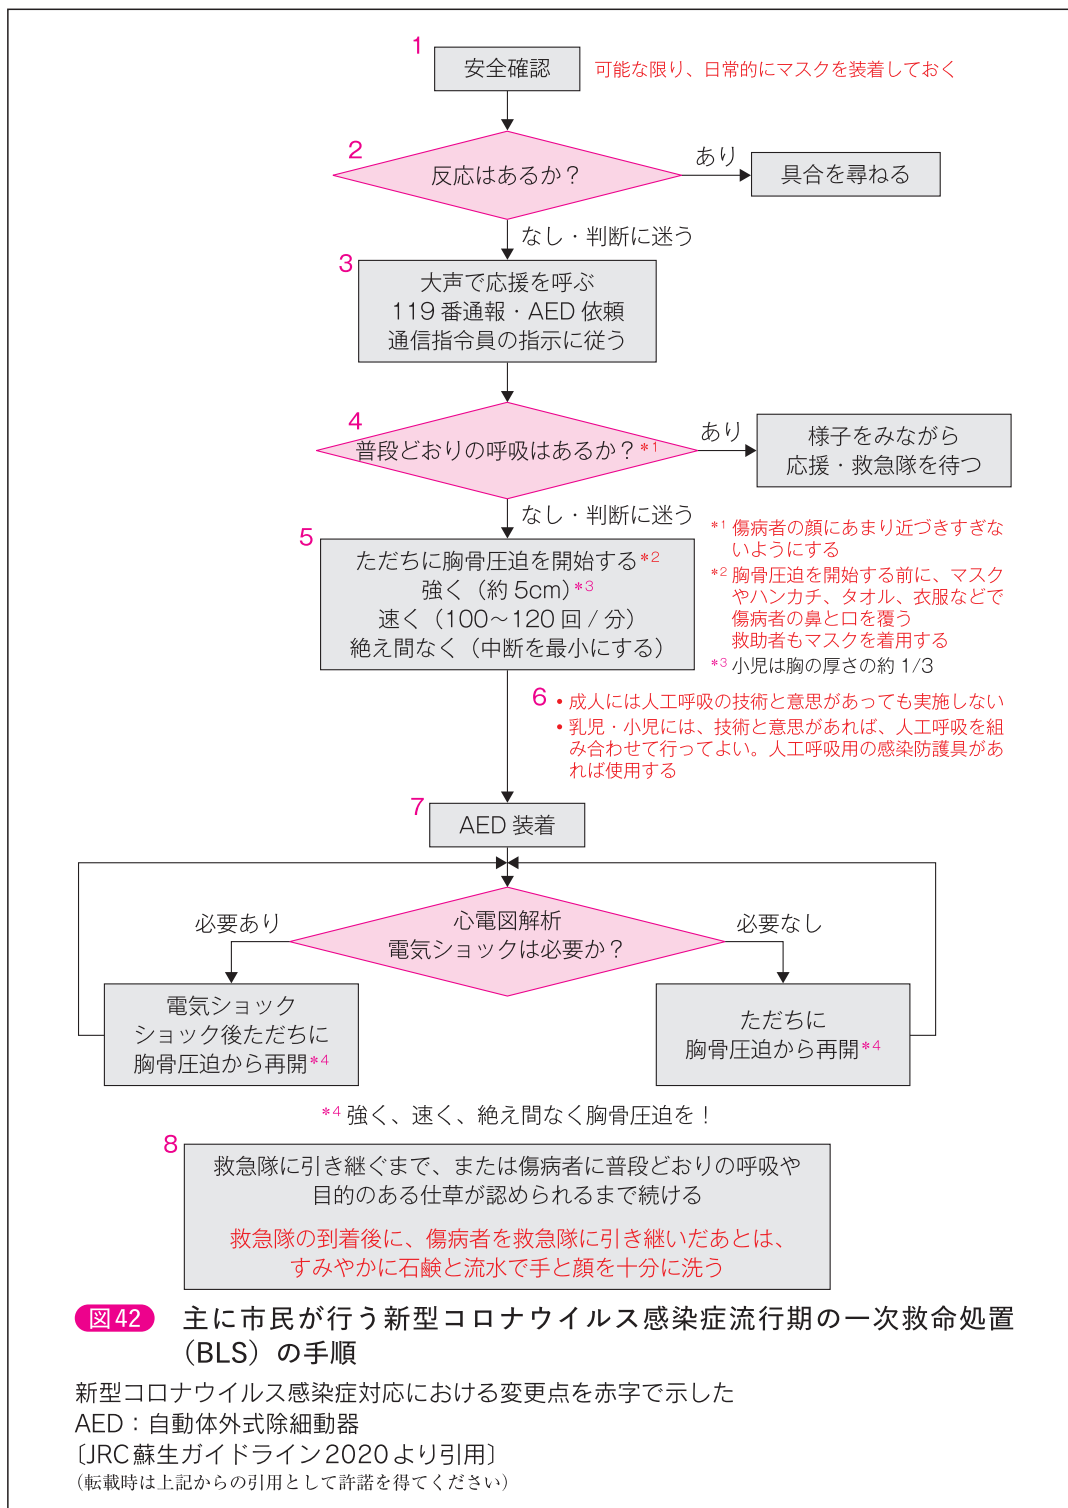 1
安全確認
可能な限り、日常的にマスクを装着しておく
2
反応はあるか？
あり
具合を尋ねる
なし・判断に迷う
3
大声で応援を呼ぶ
119番通報・AED依頼
通信指令員の指示に従う
4
普段どおりの呼吸はあるか？*1
あり
様子をみながら
応援・救急隊を待つ
なし・判断に迷う
5
ただちに胸骨圧迫を開始する*2
強く（約5cm）*3
速く（100〜120回/分）
絶え間なく（中断を最小にする）
*1 傷病者の顔にあまり近づきすぎな
いようにする
*2 胸骨圧迫を開始する前に、マスク
やハンカチ、タオル、衣服などで
傷病者の鼻と口を覆う
救助者もマスクを着用する
*3 小児は胸の厚さの約1/3
6
• 成人には人工呼吸の技術と意思があっても実施しない
• 乳児・小児には、技術と意思があれば、人工呼吸を組
み合わせて行ってよい。人工呼吸用の感染防護具があ
れば使用する
7
AED装着
心電図解析
電気ショックは必要か？
必要あり
必要なし
電気ショック
ショック後ただちに
胸骨圧迫から再開*4
ただちに
胸骨圧迫から再開*4
*4 強く、速く、絶え間なく胸骨圧迫を！
8
救急隊に引き継ぐまで、または傷病者に普段どおりの呼吸や
目的のある仕草が認められるまで続ける
救急隊の到着後に、傷病者を救急隊に引き継いだあとは、
すみやかに石鹸と流水で手と顔を十分に洗う
図42 主に市民が行う新型コロナウイルス感染症流行期の一次救命処置
（BLS）の手順
新型コロナウイルス感染症対応における変更点を赤字で示した
AED：自動体外式除細動器
〔JRC蘇生ガイドライン2020より引用〕
（転載時は上記からの引用として許諾を得てください）